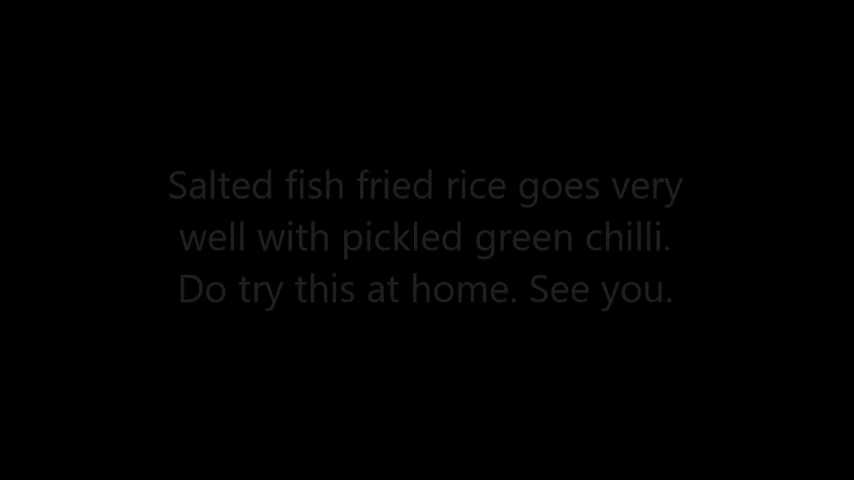 Salted fish fried rice goes very
well with pickled green chilli.
Do try this at home. See you.